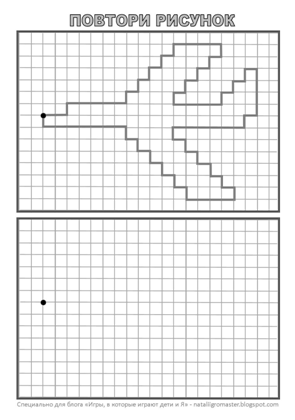 ПОВТОРИ РИСУНОК
Специально для блога «Игры, в которые играют дети и Я» - natalligromaster.blogspot.com